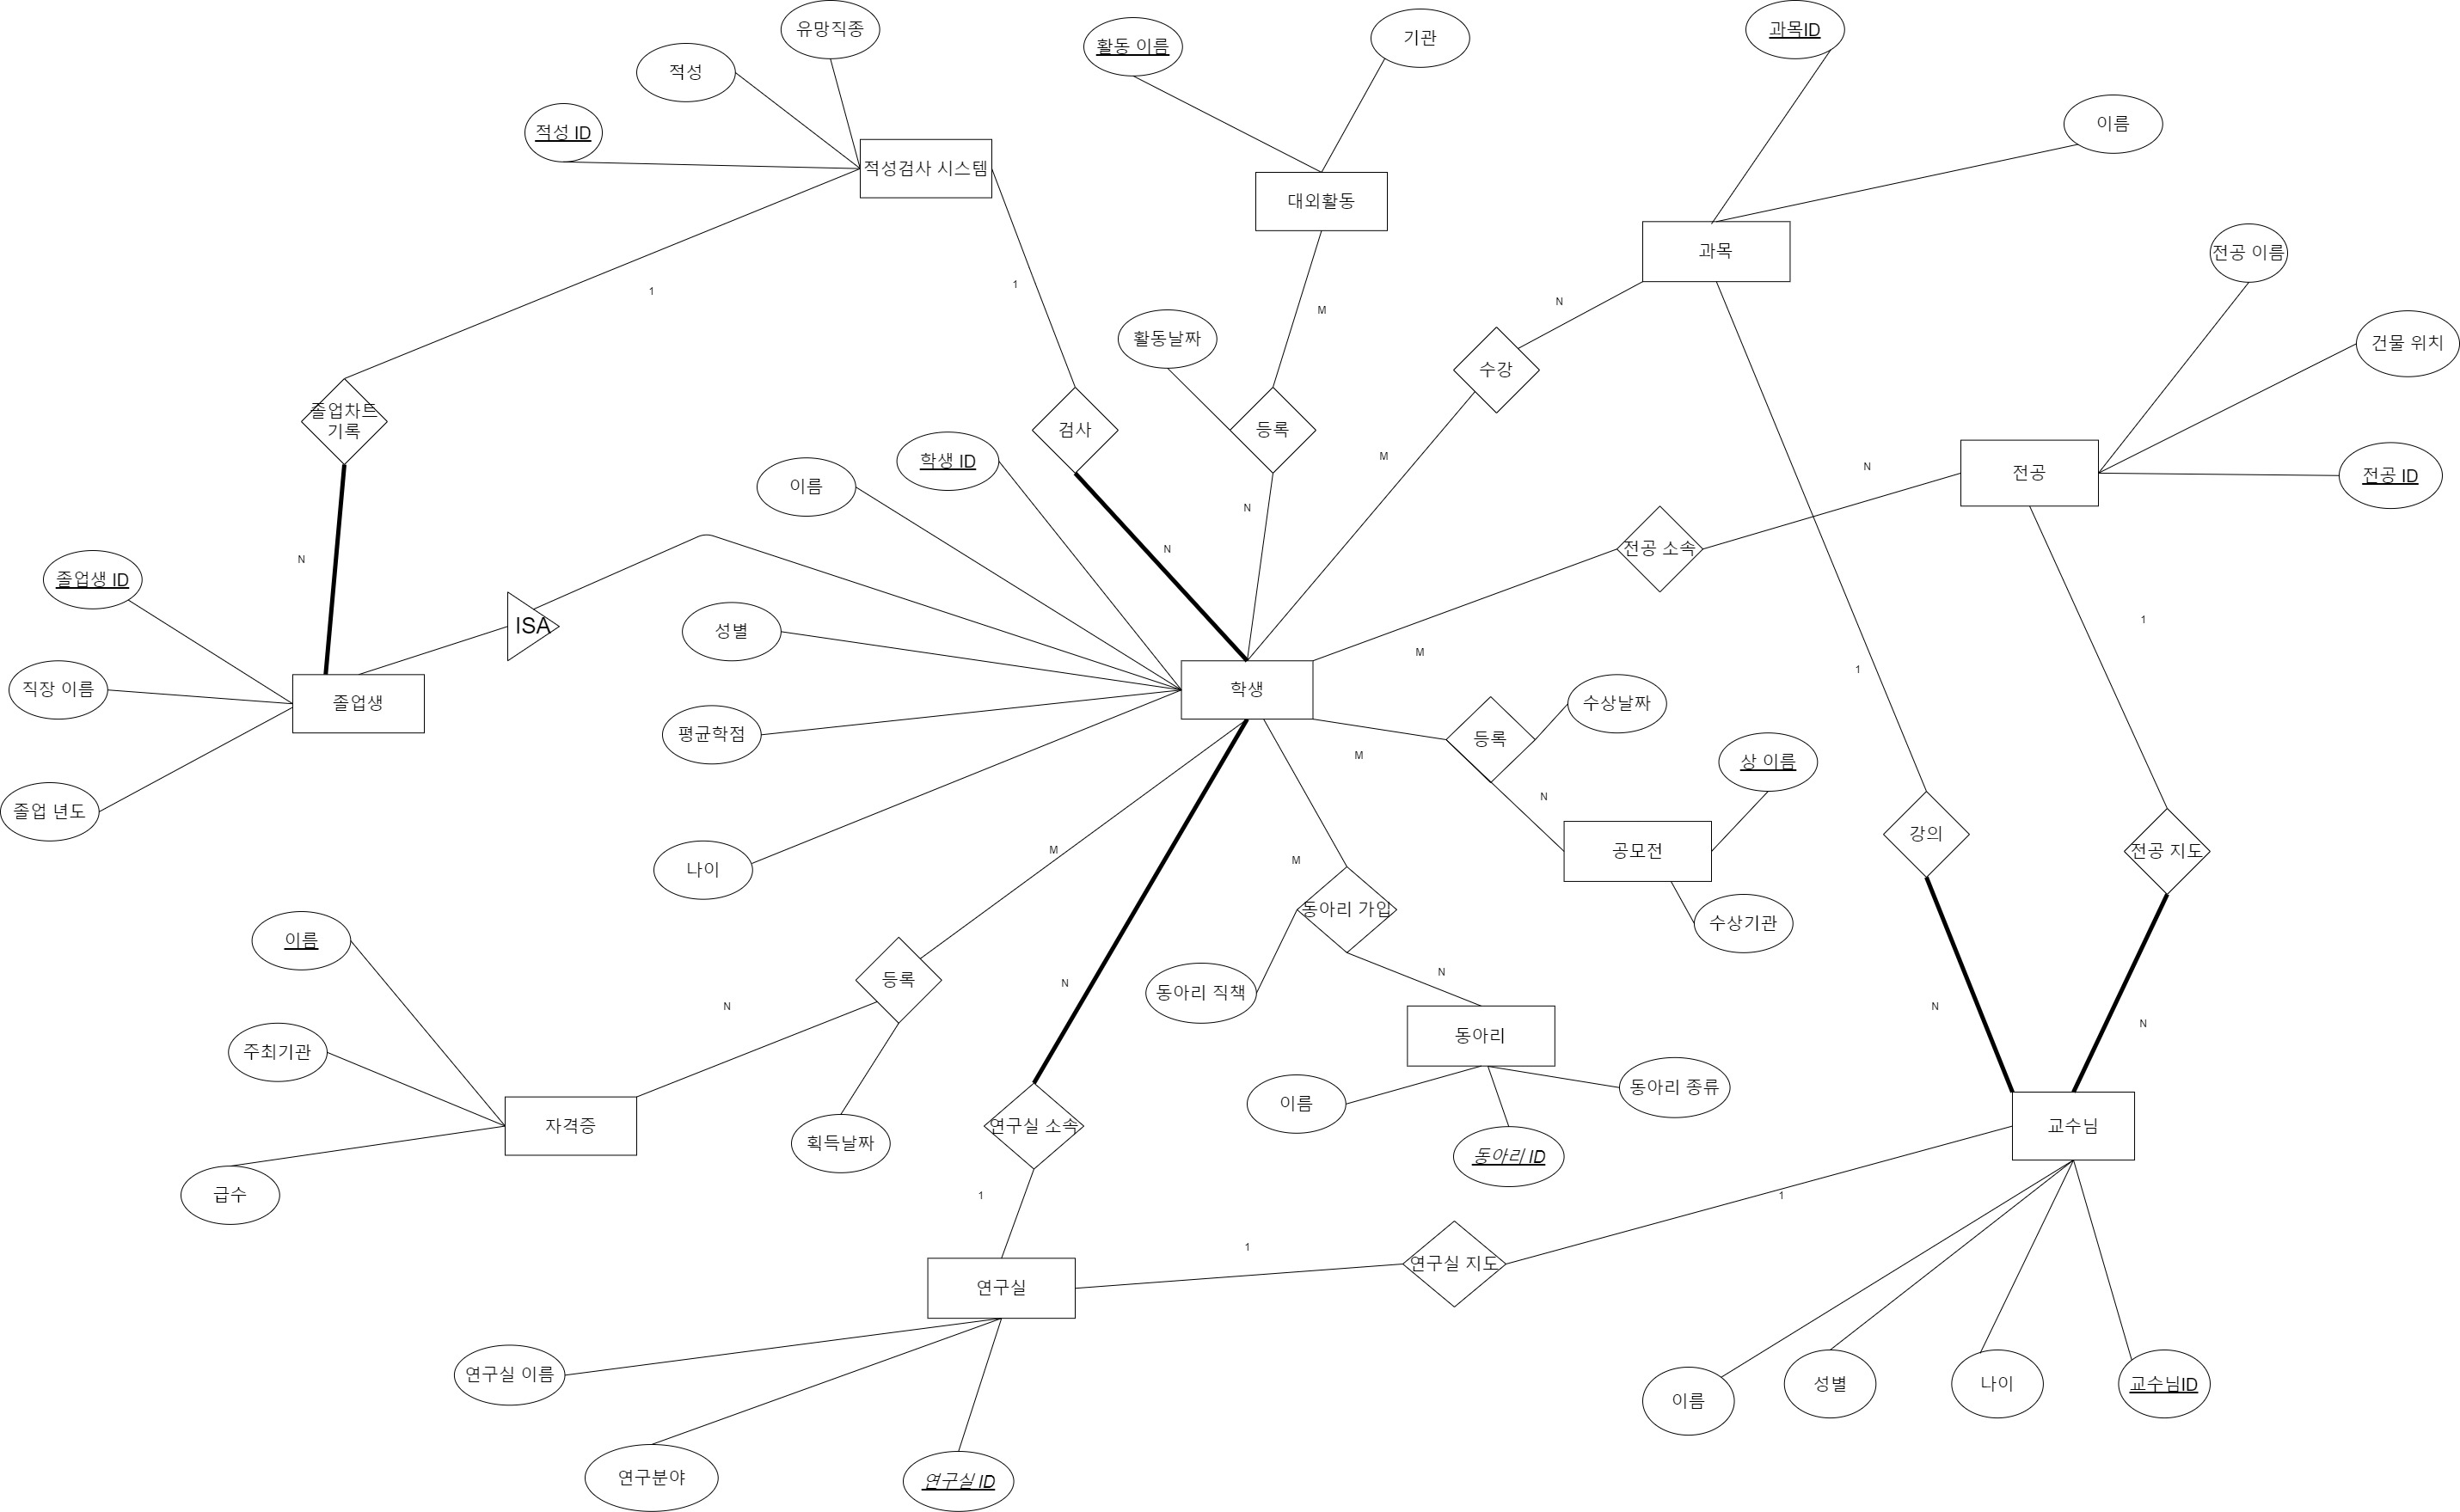 유망직종
과목ID
기관
활동 이름
적성
이름
적성 ID
적성검사 시스템
대외활동
과목
전공 이름
1
1
N
M
활동날짜
건물 위치
수강
졸업차트
기록
검사
등록
M
학생 ID
N
전공
전공 ID
이름
N
N
전공 소속
N
졸업생 ID
1
ISA
성별
M
1
직장 이름
졸업생
학생
수상날짜
평균학점
등록
M
상 이름
N
졸업 년도
강의
M
M
공모전
전공 지도
나이
동아리 가입
수상기관
이름
N
등록
N
동아리 직책
N
N
N
동아리
주최기관
동아리 종류
이름
자격증
연구실 소속
교수님
획득날짜
동아리 ID
급수
1
1
1
연구실 지도
연구실
연구실 이름
성별
나이
교수님ID
이름
연구분야
연구실 ID